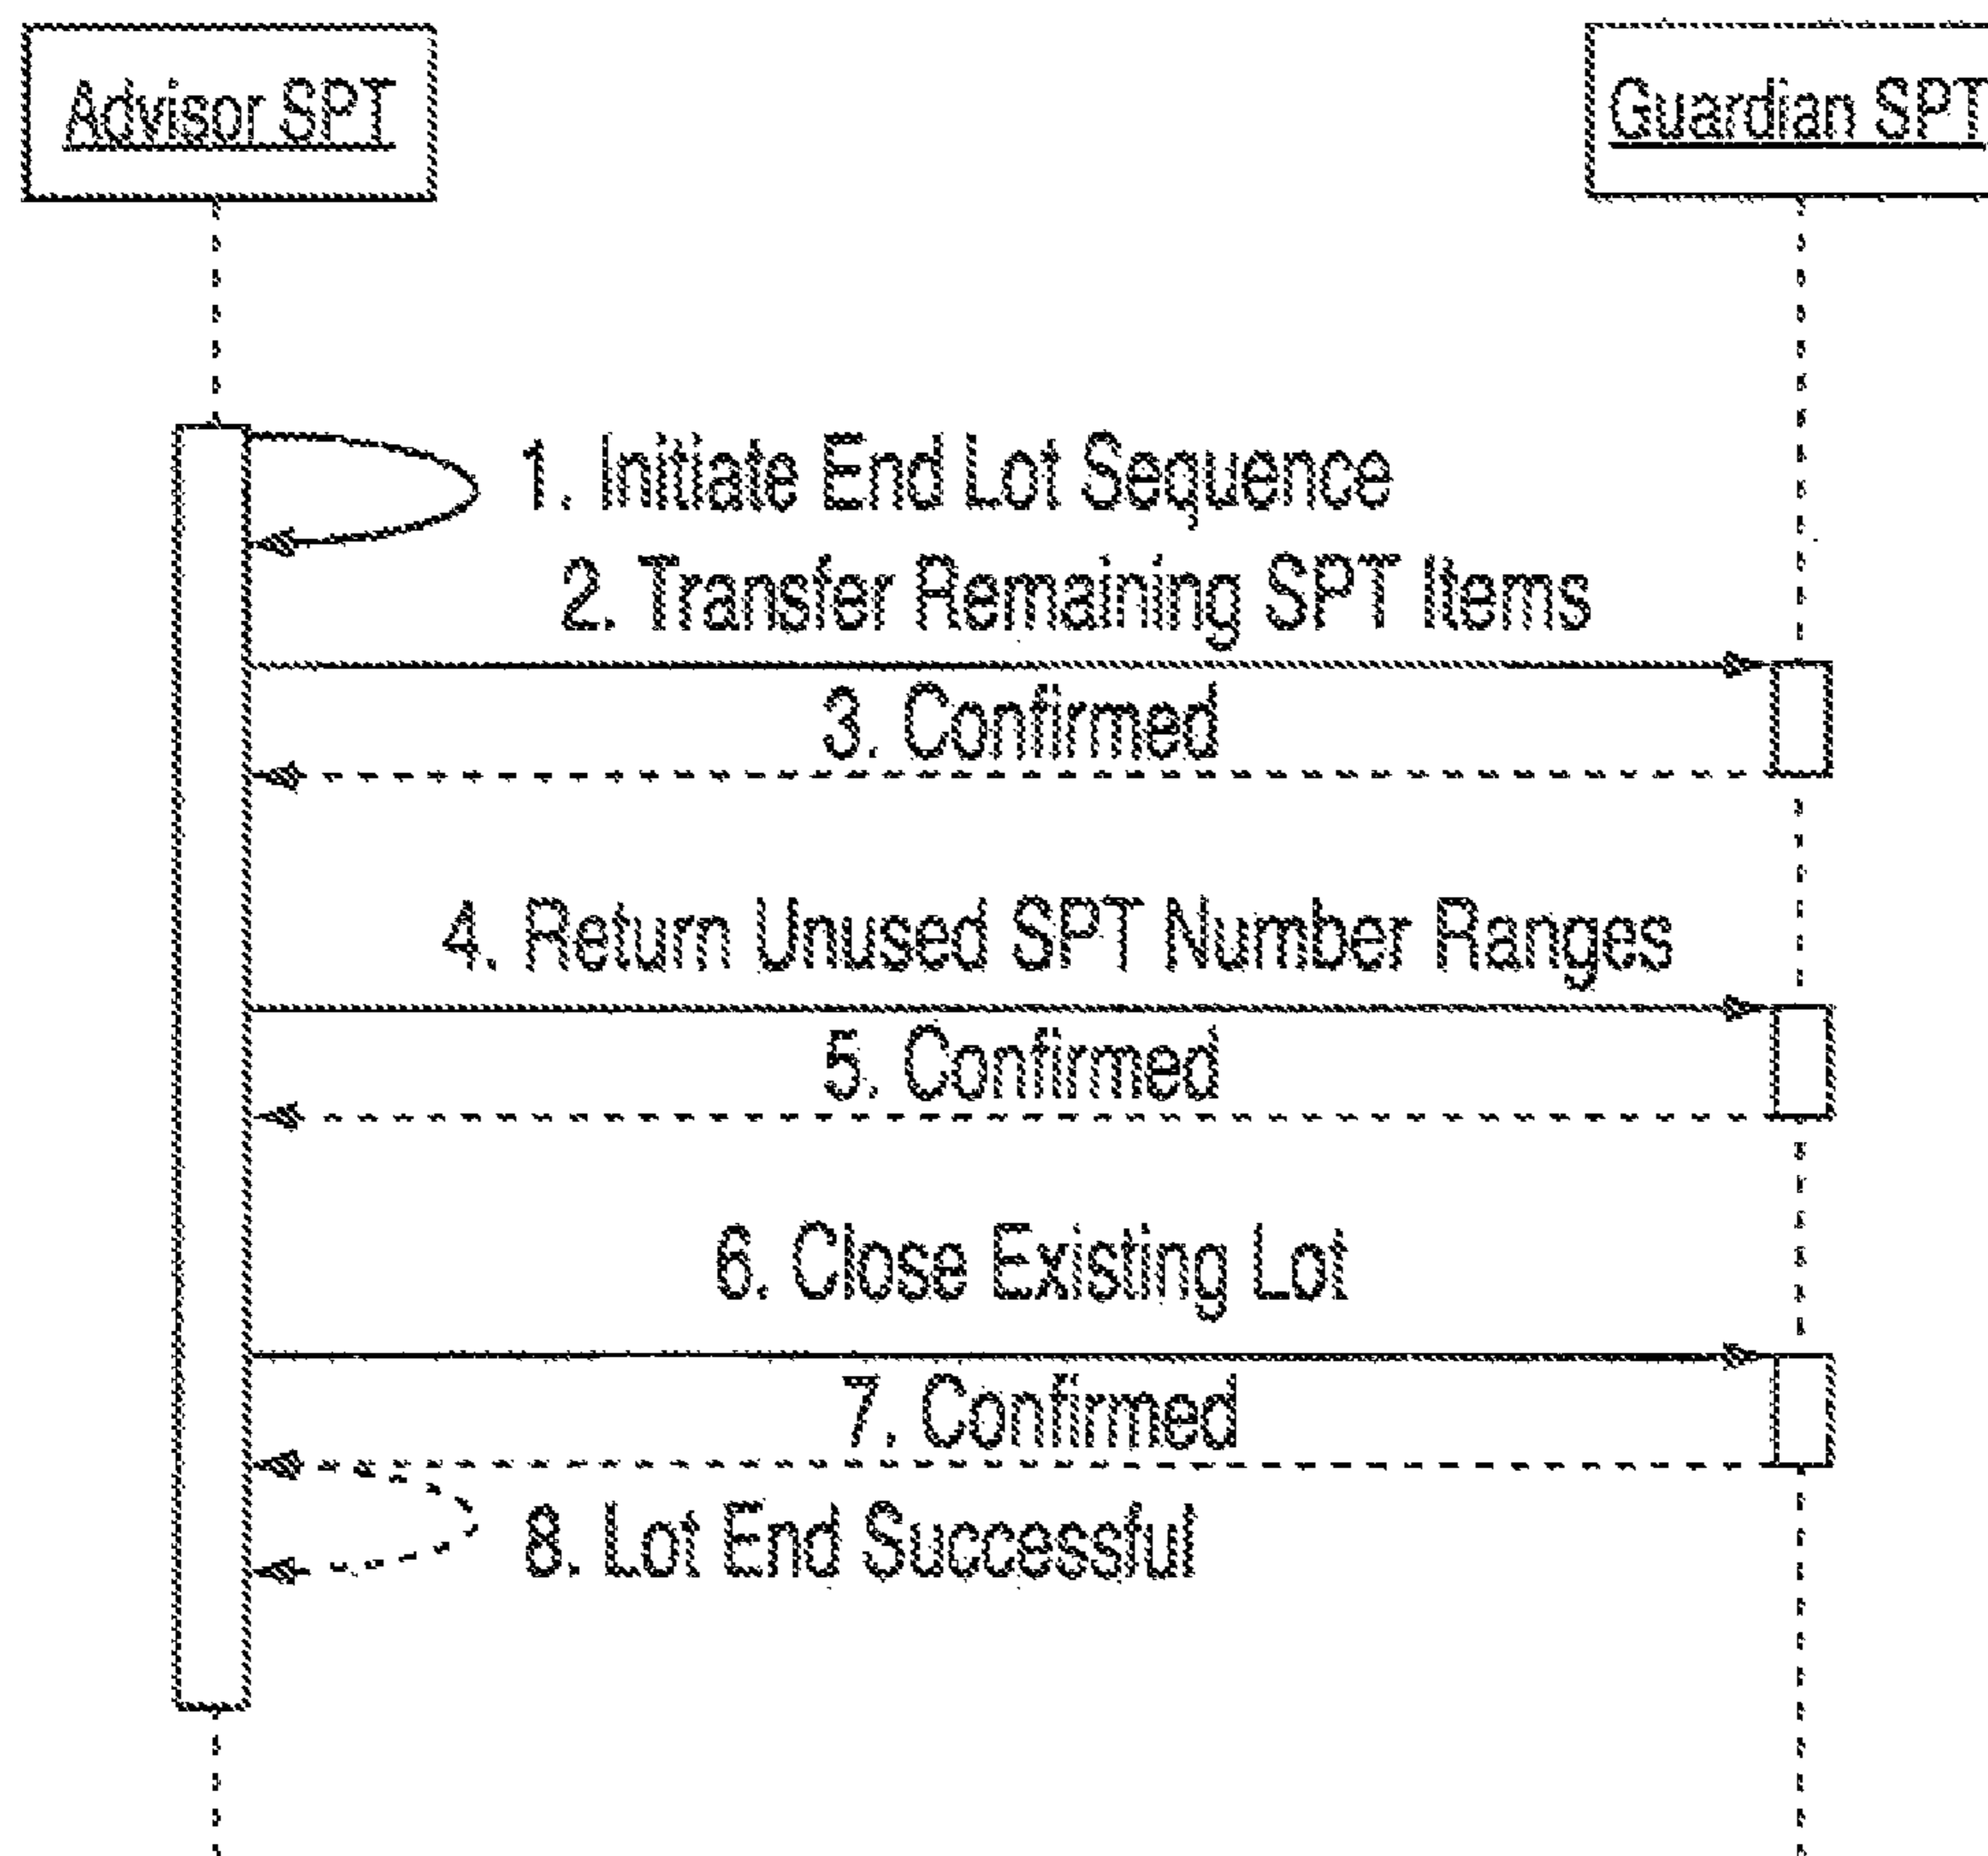 Advisor SPT
Guardian SPT
1. Initiate End Lot Sequence
2. Transfer Remaining SPT Items
3. Confirmed
4. Return Unused SPT Number Ranges
5. Confirmed
6. Close Existing Lot
7. Confirmed
8. Lot End Successful